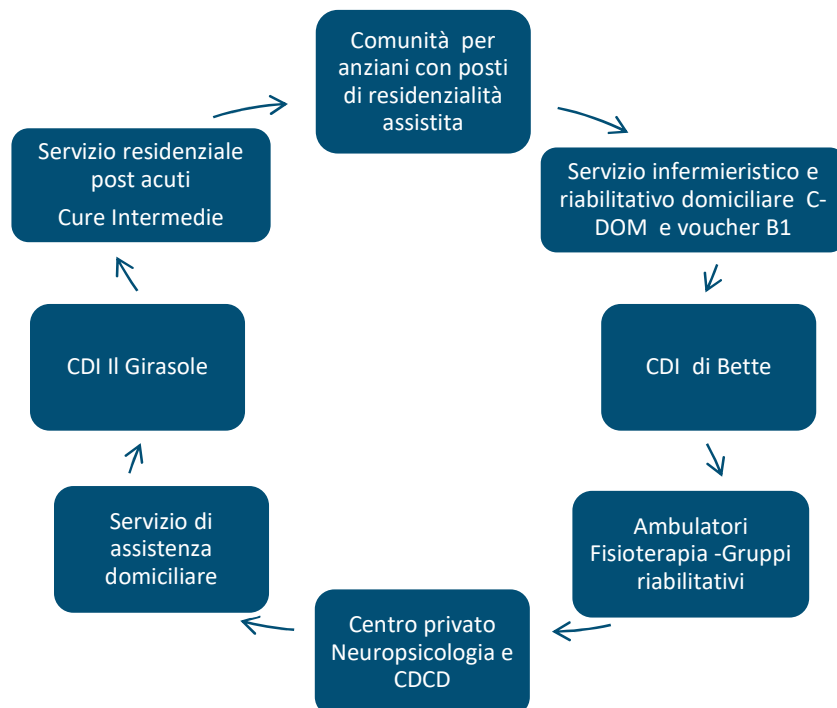 Comunità per
anziani con posti
di residenzialità
assistita
Servizio infermieristico e
riabilitativo domiciliare C-
DOM e voucher B1
CDI di Bette
Ambulatori
Fisioterapia -Gruppi
riabilitativi
Centro privato
Neuropsicologia e
CDCD
Servizio di
assistenza
domiciliare
CDI Il Girasole
Servizio residenziale
post acuti
Cure Intermedie